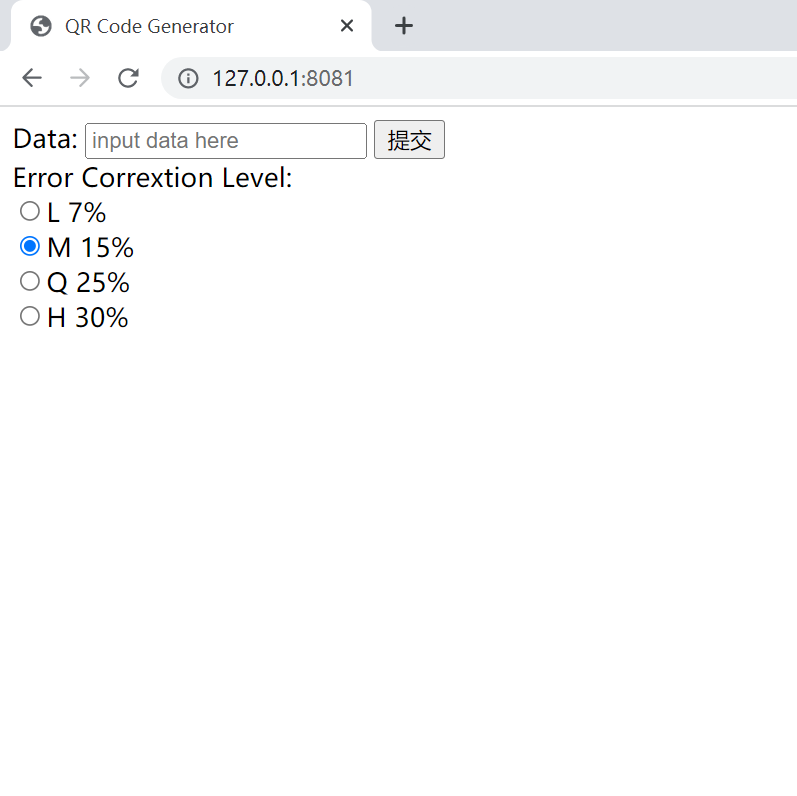 QR Code Generator
127.0.0.1:8081
Data: input data here 提交
Error Corrextion Level:
L 7%
M 15%
Q 25%
H 30%